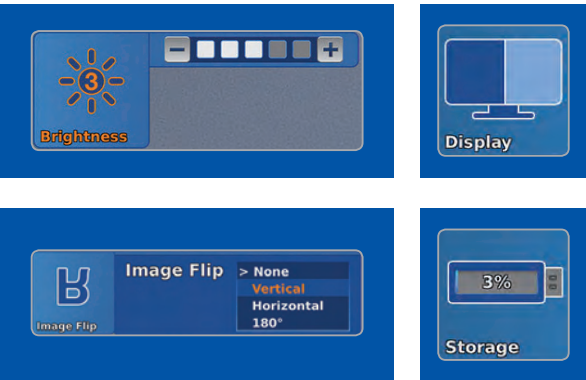 3
- +
Brightness
Display
Image Flip > None
Vertical
Horizontal
180°
R
Image Flip
3%
Storage